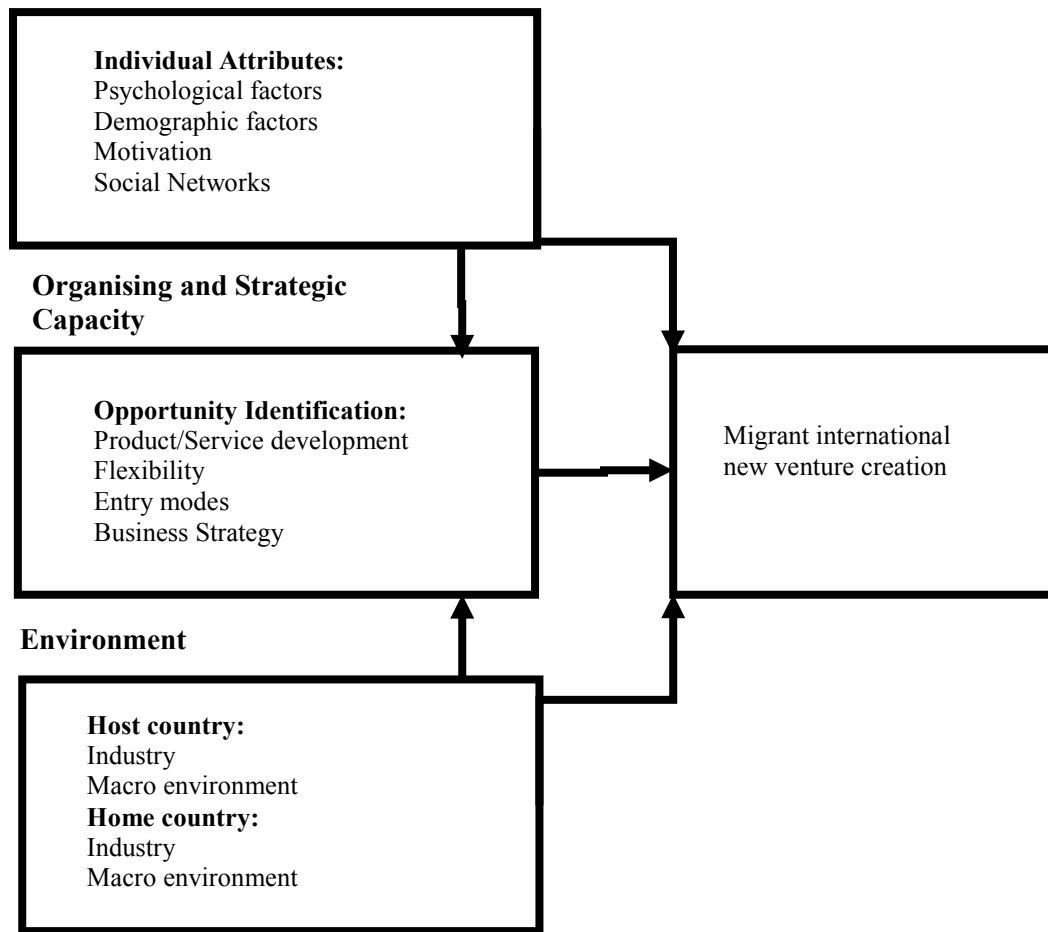 Individual Attributes:
Psychological factors
Demographic factors
Motivation
Social Networks
Organising and Strategic
Capacity
Opportunity Identification:
Product/Service development
Flexibility
Entry modes
Business Strategy
Migrant international
new venture creation
Environment
Host country:
Industry
Macro environment
Home country:
Industry
Macro environment